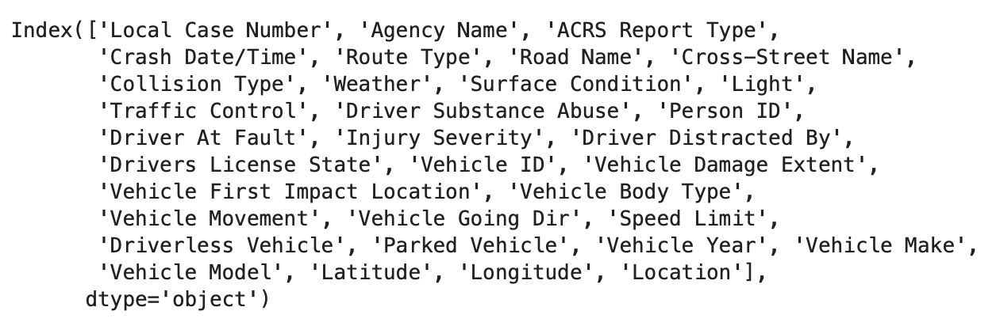 Index(['Local Case Number', 'Agency Name', 'ACRS Report Type',
'Crash Date/Time', 'Route Type', 'Road Name', 'Cross-Street Name',
'Collision Type', 'Weather', 'Surface Condition', 'Light',
'Traffic Control', 'Driver Substance Abuse', 'Person ID',
'Driver At Fault', 'Injury Severity', 'Driver Distracted By',
'Drivers License State', 'Vehicle ID', 'Vehicle Damage Extent',
'Vehicle First Impact Location', 'Vehicle Body Type',
'Vehicle Movement', 'Vehicle Going Dir', 'Speed Limit',
'Driverless Vehicle', 'Parked Vehicle', 'Vehicle Year', 'Vehicle Make',
'Vehicle Model', 'Latitude', 'Longitude', 'Location'],
dtype='object')